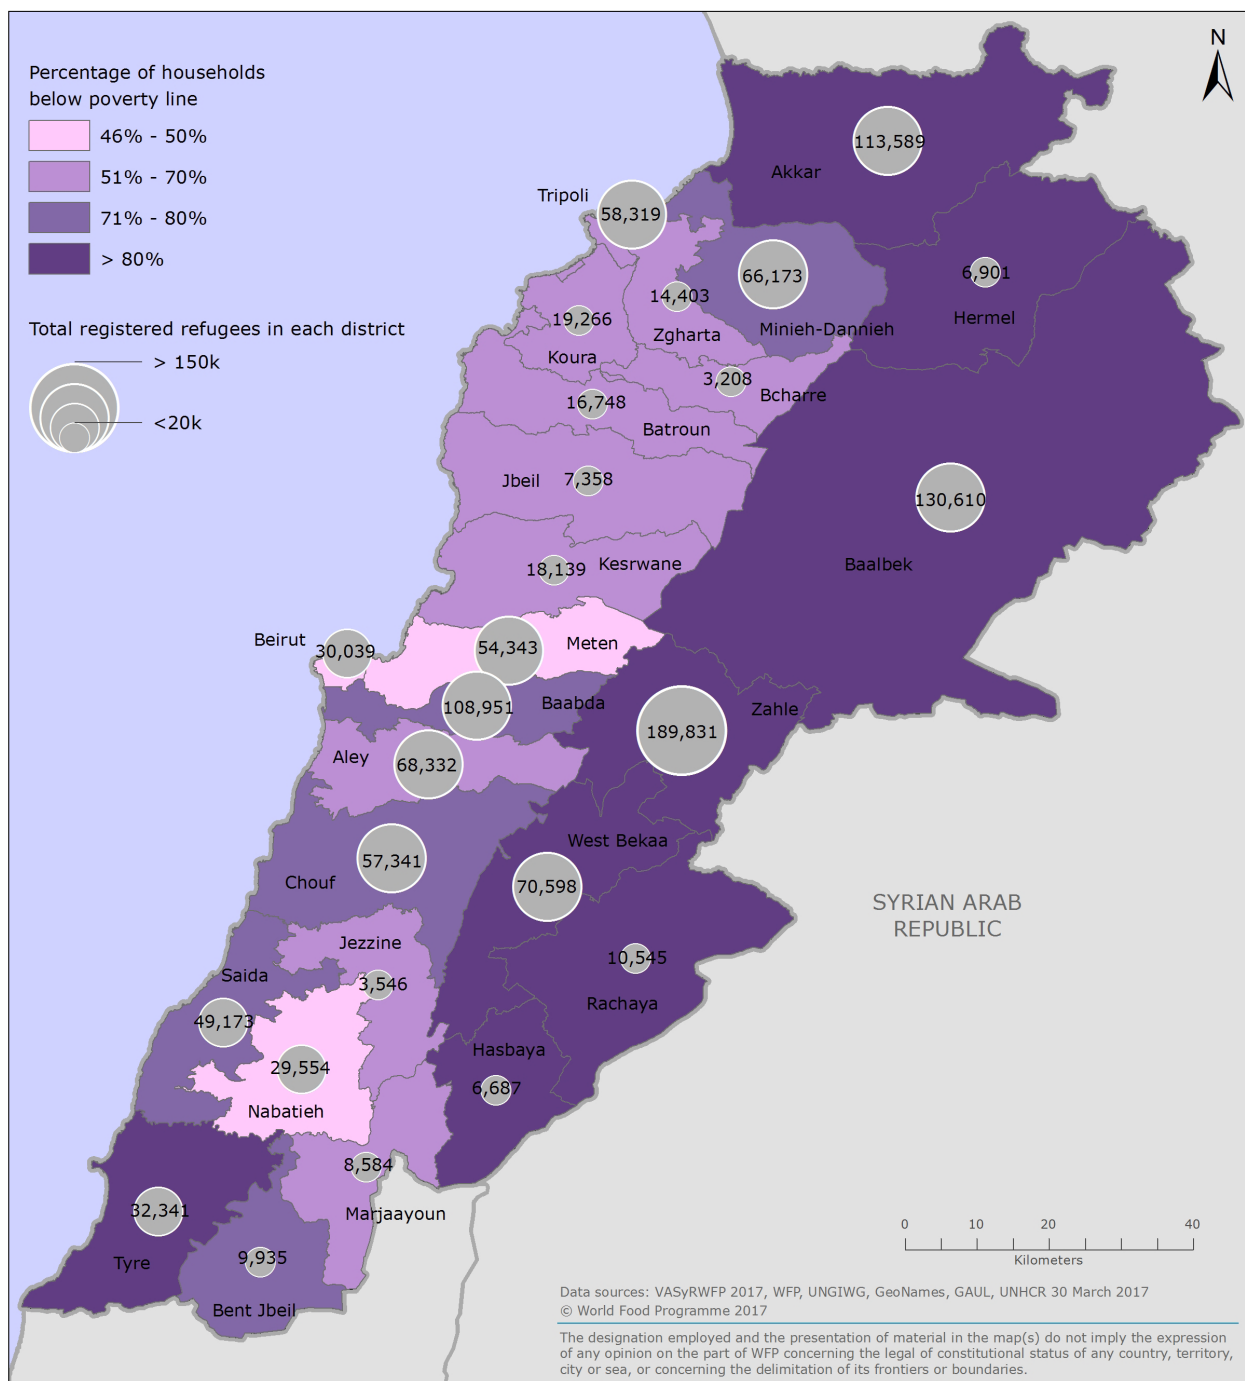 N
Percentage of households
below poverty line
46% - 50%
51% - 70%
71% - 80%
> 80%
Total registered refugees in each district
> 150k
<20k
113,589
Akkar
Tripoli
58,319
66,173
Minieh-Dannieh
6,901
Hermel
14,403
Zgharta
19,266
Koura
3,208
Bcharre
16,748
Batroun
Jbeil
7,358
130,610
Baalbek
18,139
Kesrwane
Beirut
30,039
54,343
Meten
108,951
Baabda
189,831
Zahle
Aley
68,332
West Bekaa
70,598
57,341
Chouf
SYRIAN ARAB
REPUBLIC
Jezzine
3,546
Saida
49,173
10,545
Rachaya
29,554
Nabatieh
Hasbaya
6,687
8,584
Marjaayoun
32,341
Tyre
9,935
Bent Jbeil
0 10 20 40
Kilometers
Data sources: VASyRWFP 2017, WFP, UNGIWG, GeoNames, GAUL, UNHCR 30 March 2017
© World Food Programme 2017
The designation employed and the presentation of material in the map(s) do not imply the expression
of any opinion on the part of WFP concerning the legal of constitutional status of any country, territory,
city or sea, or concerning the delimitation of its frontiers or boundaries.